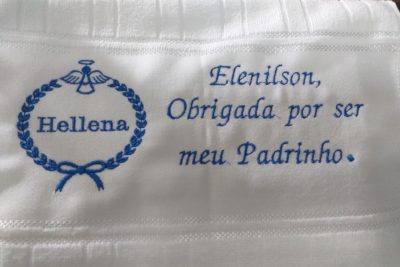 Hellena
Elenilson,
Obrigada por ser
meu Padrinho.